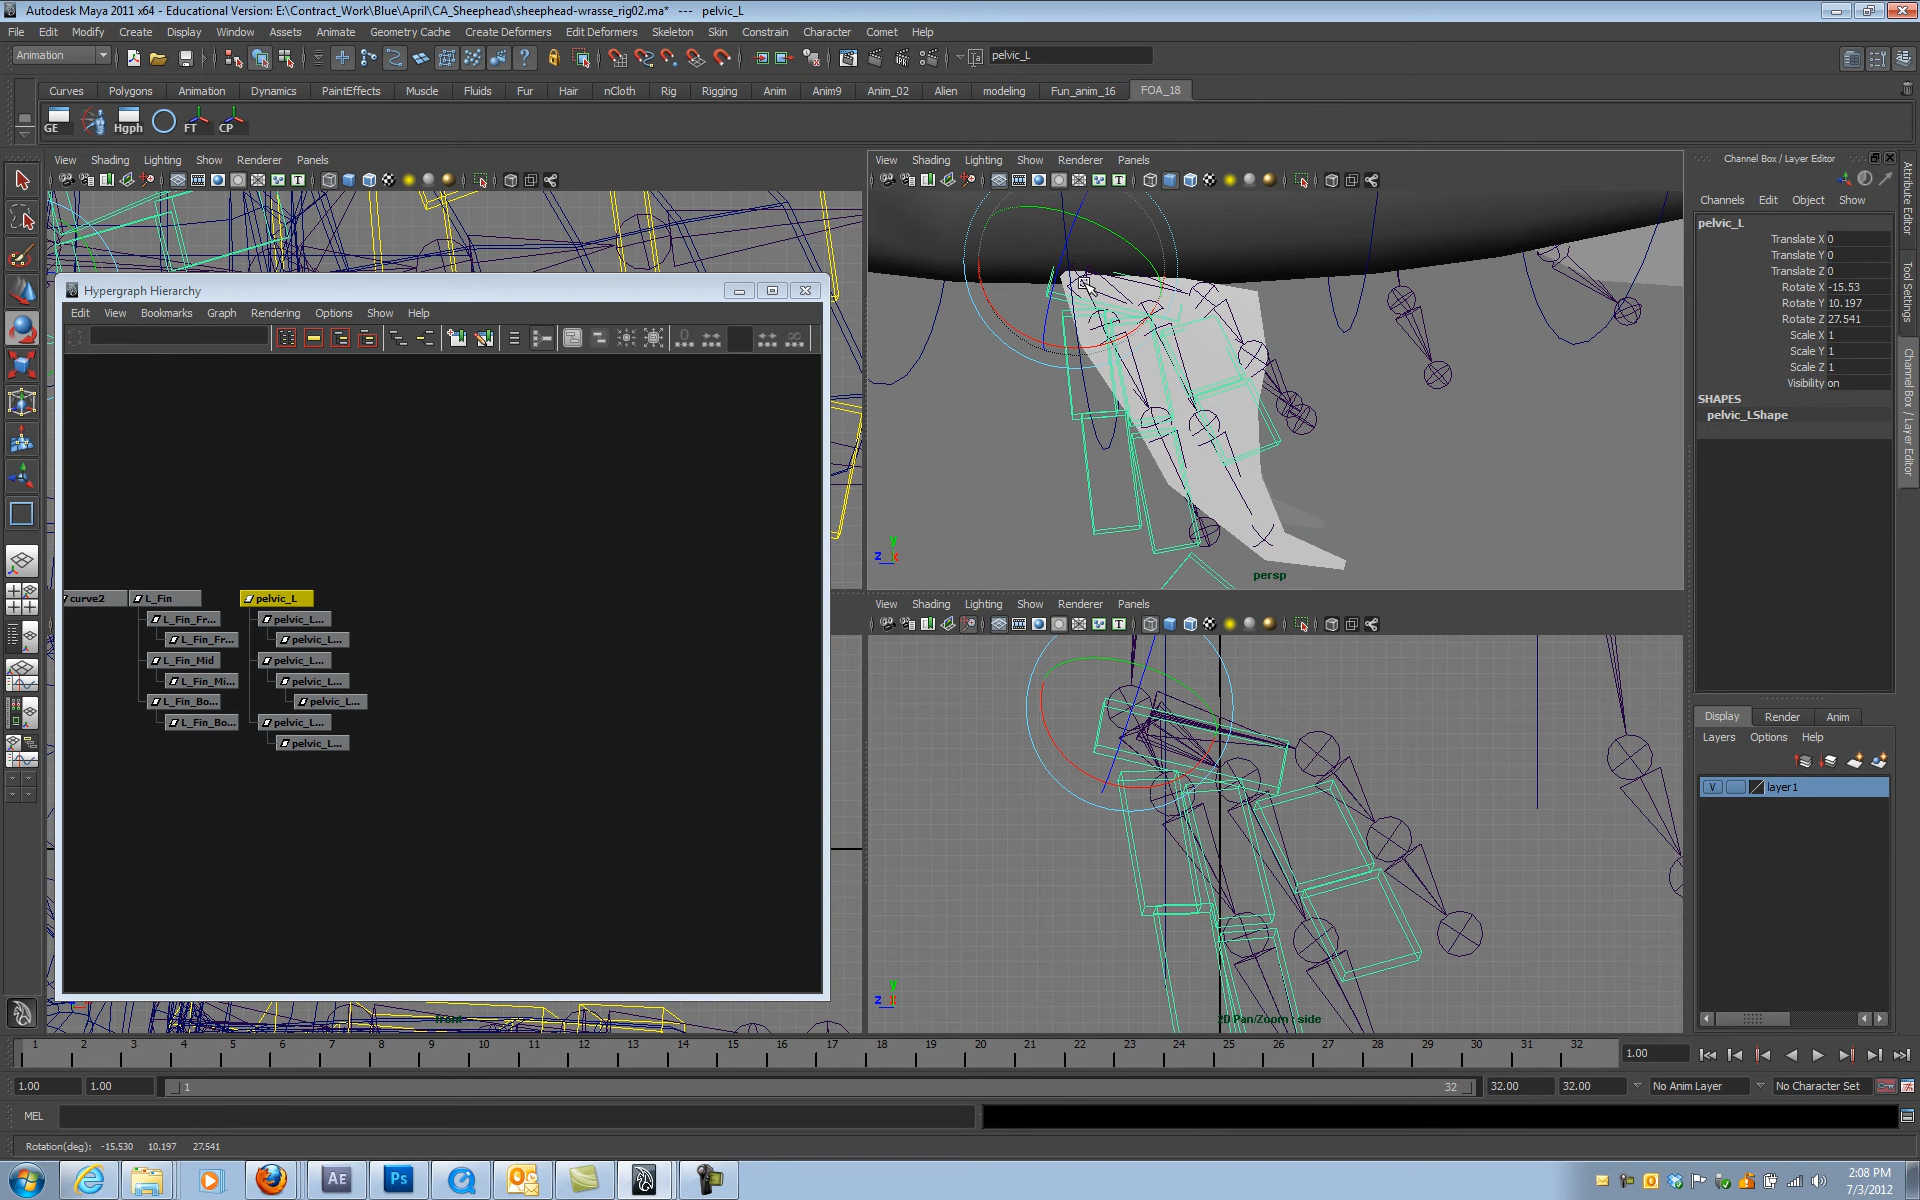 Autodesk Maya 2011 x64 - Educational Version: E:\Contract_Work\Blue\April\CA_Sheephead\sheephead-wrasse_rig02.ma* --- pelvic_L
File Edit Modify Create Display Window Assets Animate Geometry Cache Create Deformers Edit Deformers Skeleton Skin Constrain Character Comet Help
Animation pelvic_L
Curves Polygons Animation Dynamics PaintEffects Muscle Fluids Fur Hair nCloth Rig Rigging Anim Anim9 Anim_02 Alien modeling Fun_anim_16 FOA_18
GE Hgph FT CP
View Shading Lighting Show Renderer Panels
View Shading Lighting Show Renderer Panels
Channel Box / Layer Editor
Channels Edit Object Show
pelvic_L
Translate X 0
Translate Y 0
Translate Z 0
Rotate X -15.53
Rotate Y 10.197
Rotate Z 27.541
Scale X 1
Scale Y 1
Scale Z 1
Visibility on
SHAPES
pelvic_LShape
Attribute Editor
Tool Settings
Channel Box / Layer Editor
Hypergraph Hierarchy
Edit View Bookmarks Graph Rendering Options Show Help
curve2 L_Fin pelvic_L
L_Fin_Fr... pelvic_L...
L_Fin_Fr... pelvic_L...
L_Fin_Mid pelvic_L...
L_Fin_Mi... pelvic_L...
L_Fin_Bo... pelvic_L...
L_Fin_Bo... pelvic_L...
pelvic_L...
y
z x
persp
View Shading Lighting Show Renderer Panels
y
z x
front
2D Pan/Zoom : side
Display Render Anim
Layers Options Help
V layer1
1 2 3 4 5 6 7 8 9 10 11 12 13 14 15 16 17 18 19 20 21 22 23 24 25 26 27 28 29 30 31 32 1.00
1.00 1.00 1 32 32.00 32.00 No Anim Layer No Character Set
MEL
Rotation(deg): -15.530 10.197 27.541
AE Ps
2:08 PM
7/3/2012